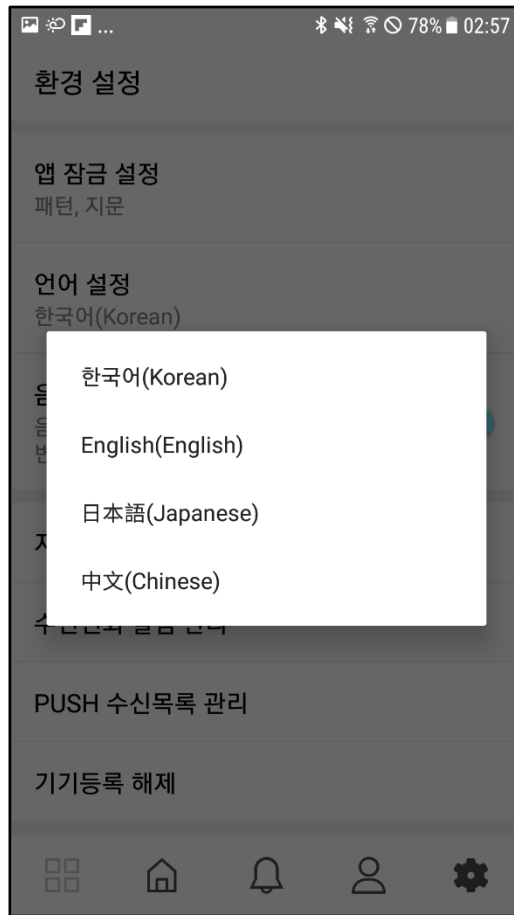 ... 78% 02:57
환경 설정
앱 잠금 설정
패턴, 지문
언어 설정
한국어(Korean)
한국어(Korean)
English(English)
日本語(Japanese)
中文(Chinese)
PUSH 수신목록 관리
기기등록 해제